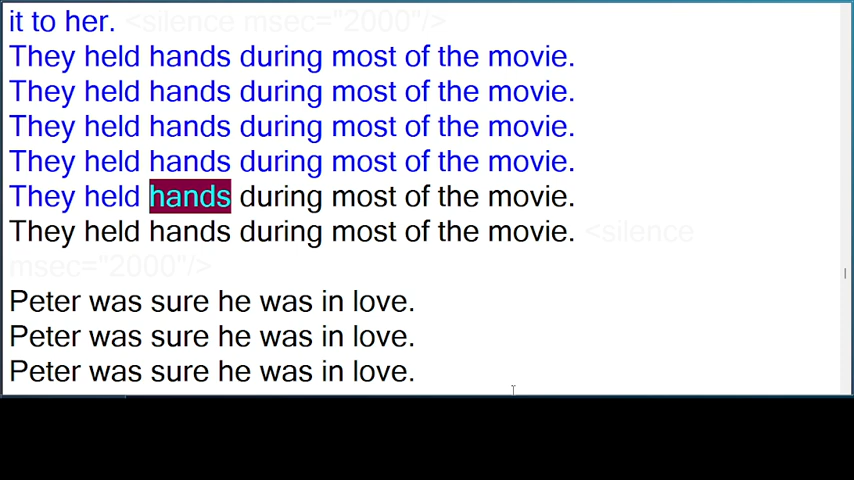 it to her. <silence msec="2000"/>
They held hands during most of the movie.
They held hands during most of the movie.
They held hands during most of the movie.
They held hands during most of the movie.
They held hands during most of the movie.
They held hands during most of the movie. <silence
msec="2000"/>
Peter was sure he was in love.
Peter was sure he was in love.
Peter was sure he was in love.